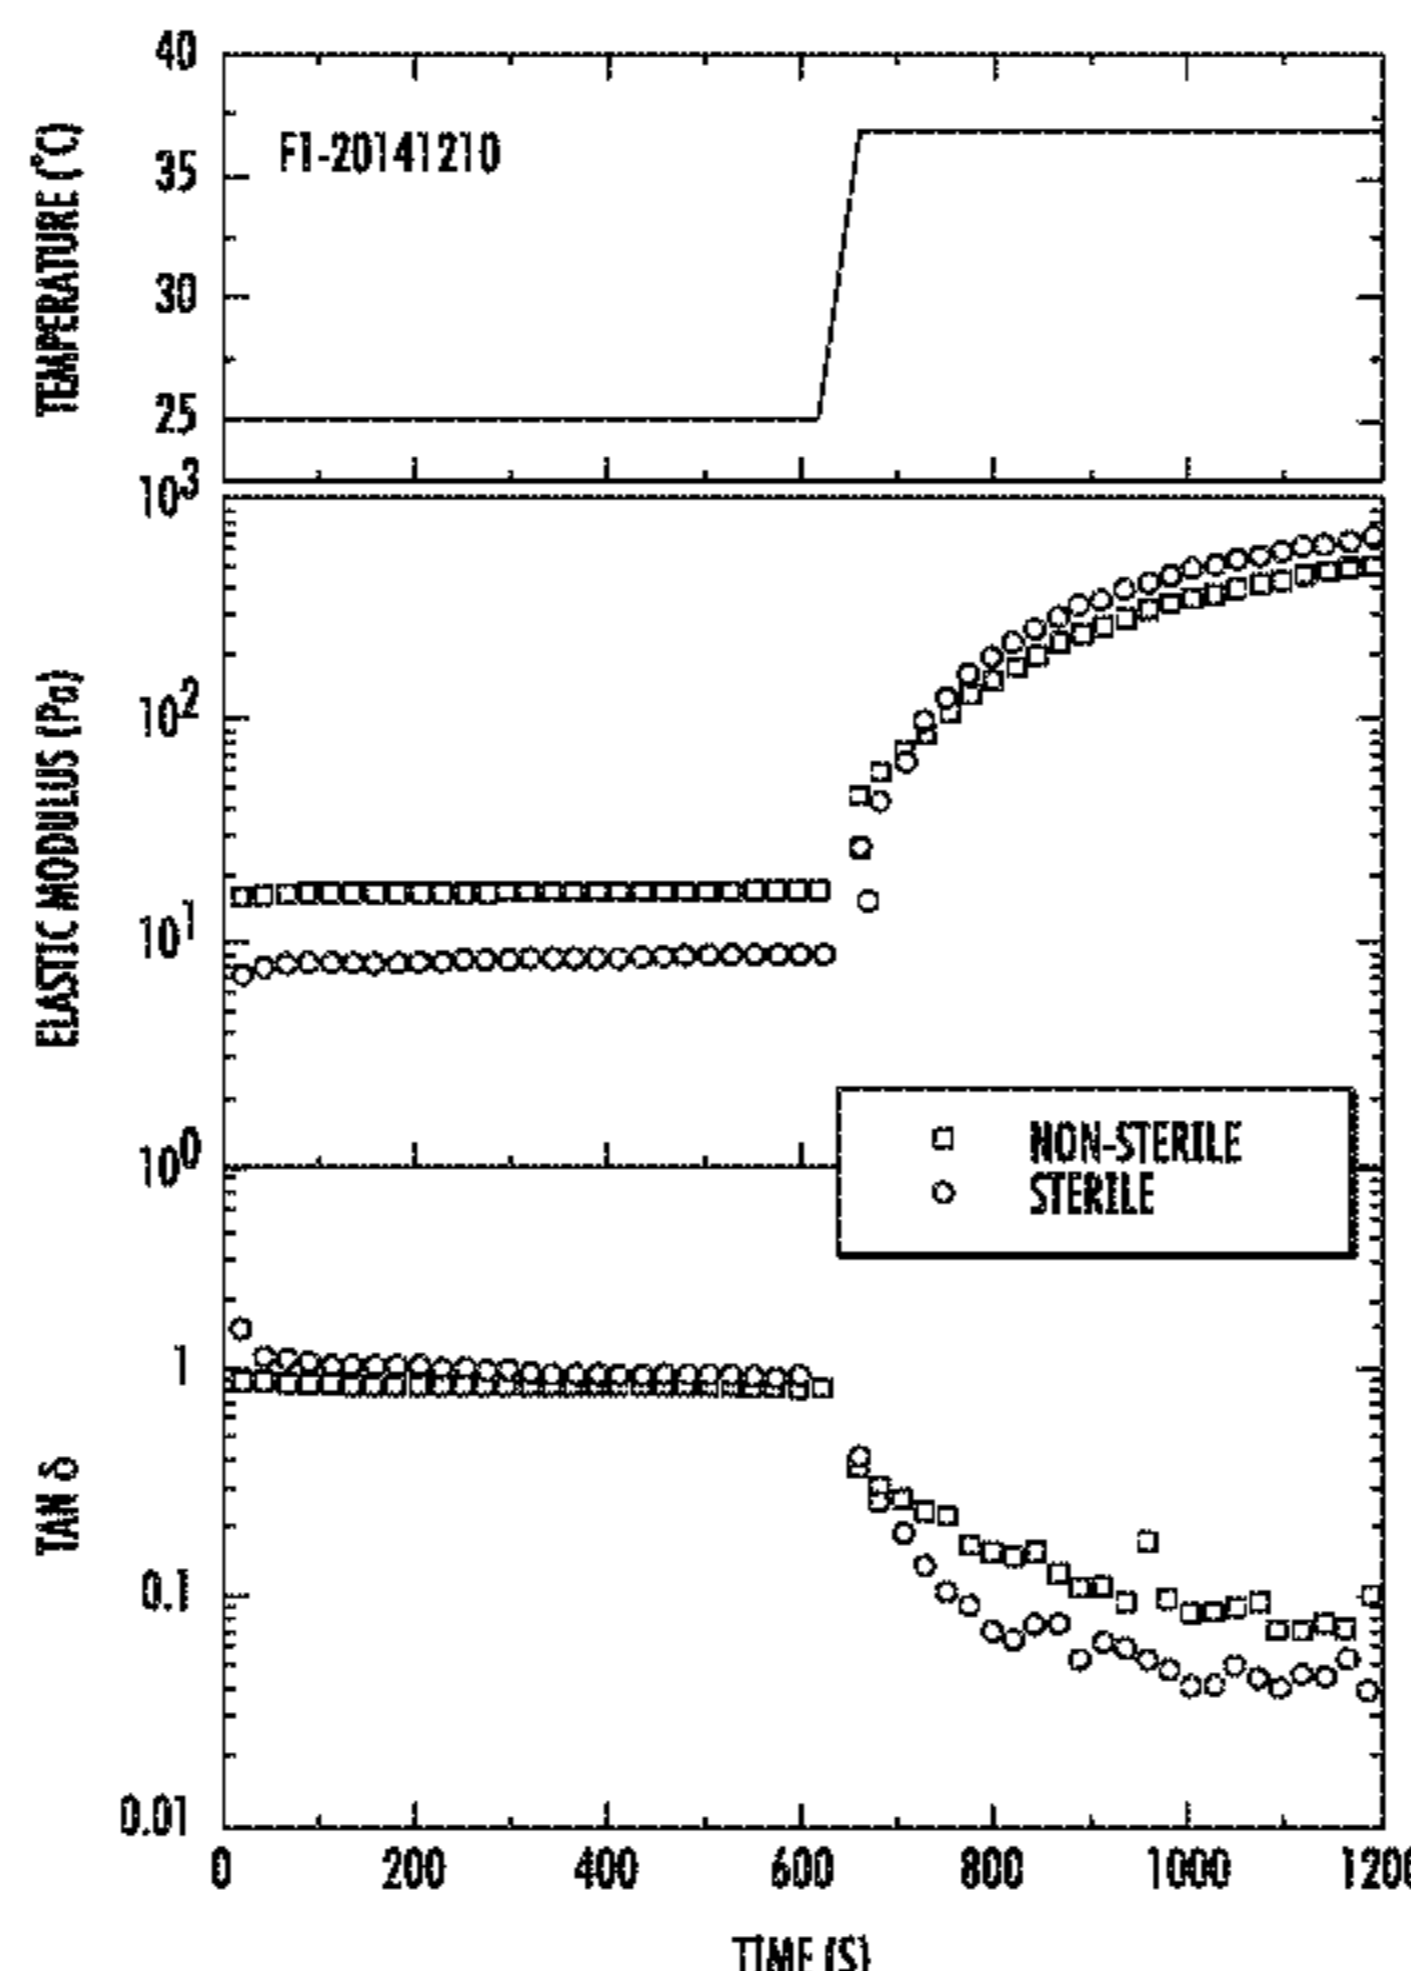 TEMPERATURE (°C)
40
35
30
25
F1-20141210
ELASTIC MODULUS (Pa)
10³
10²
10¹
10⁰
NON-STERILE
STERILE
TAN δ
1
0.1
0.01
0 200 400 600 800 1000 1200
TIME (S)